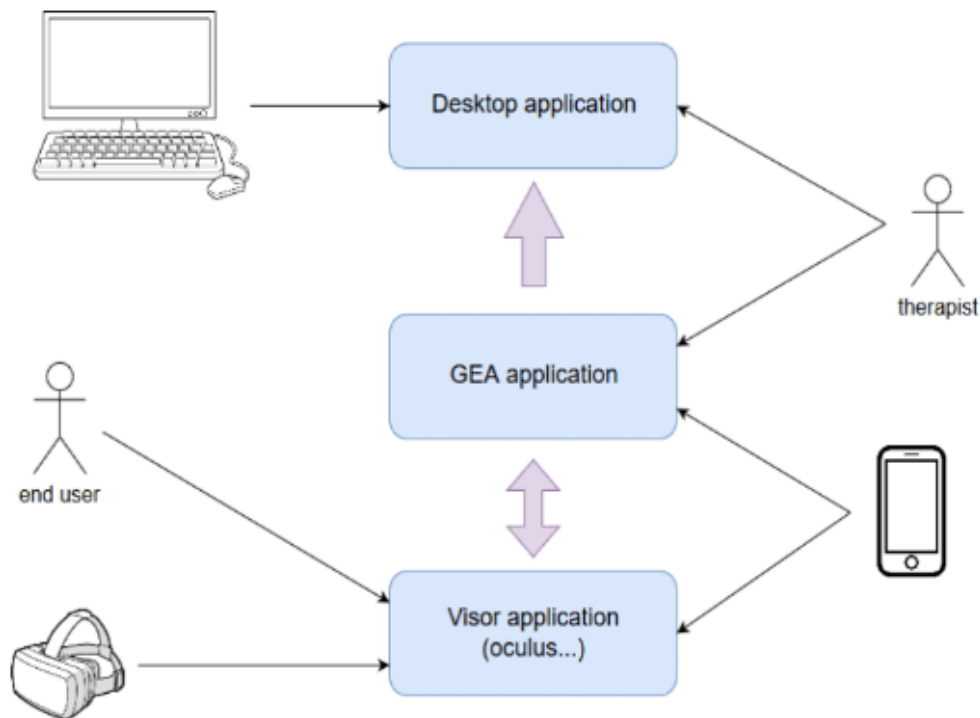 Desktop application
therapist
GEA application
end user
Visor application
(oculus...)